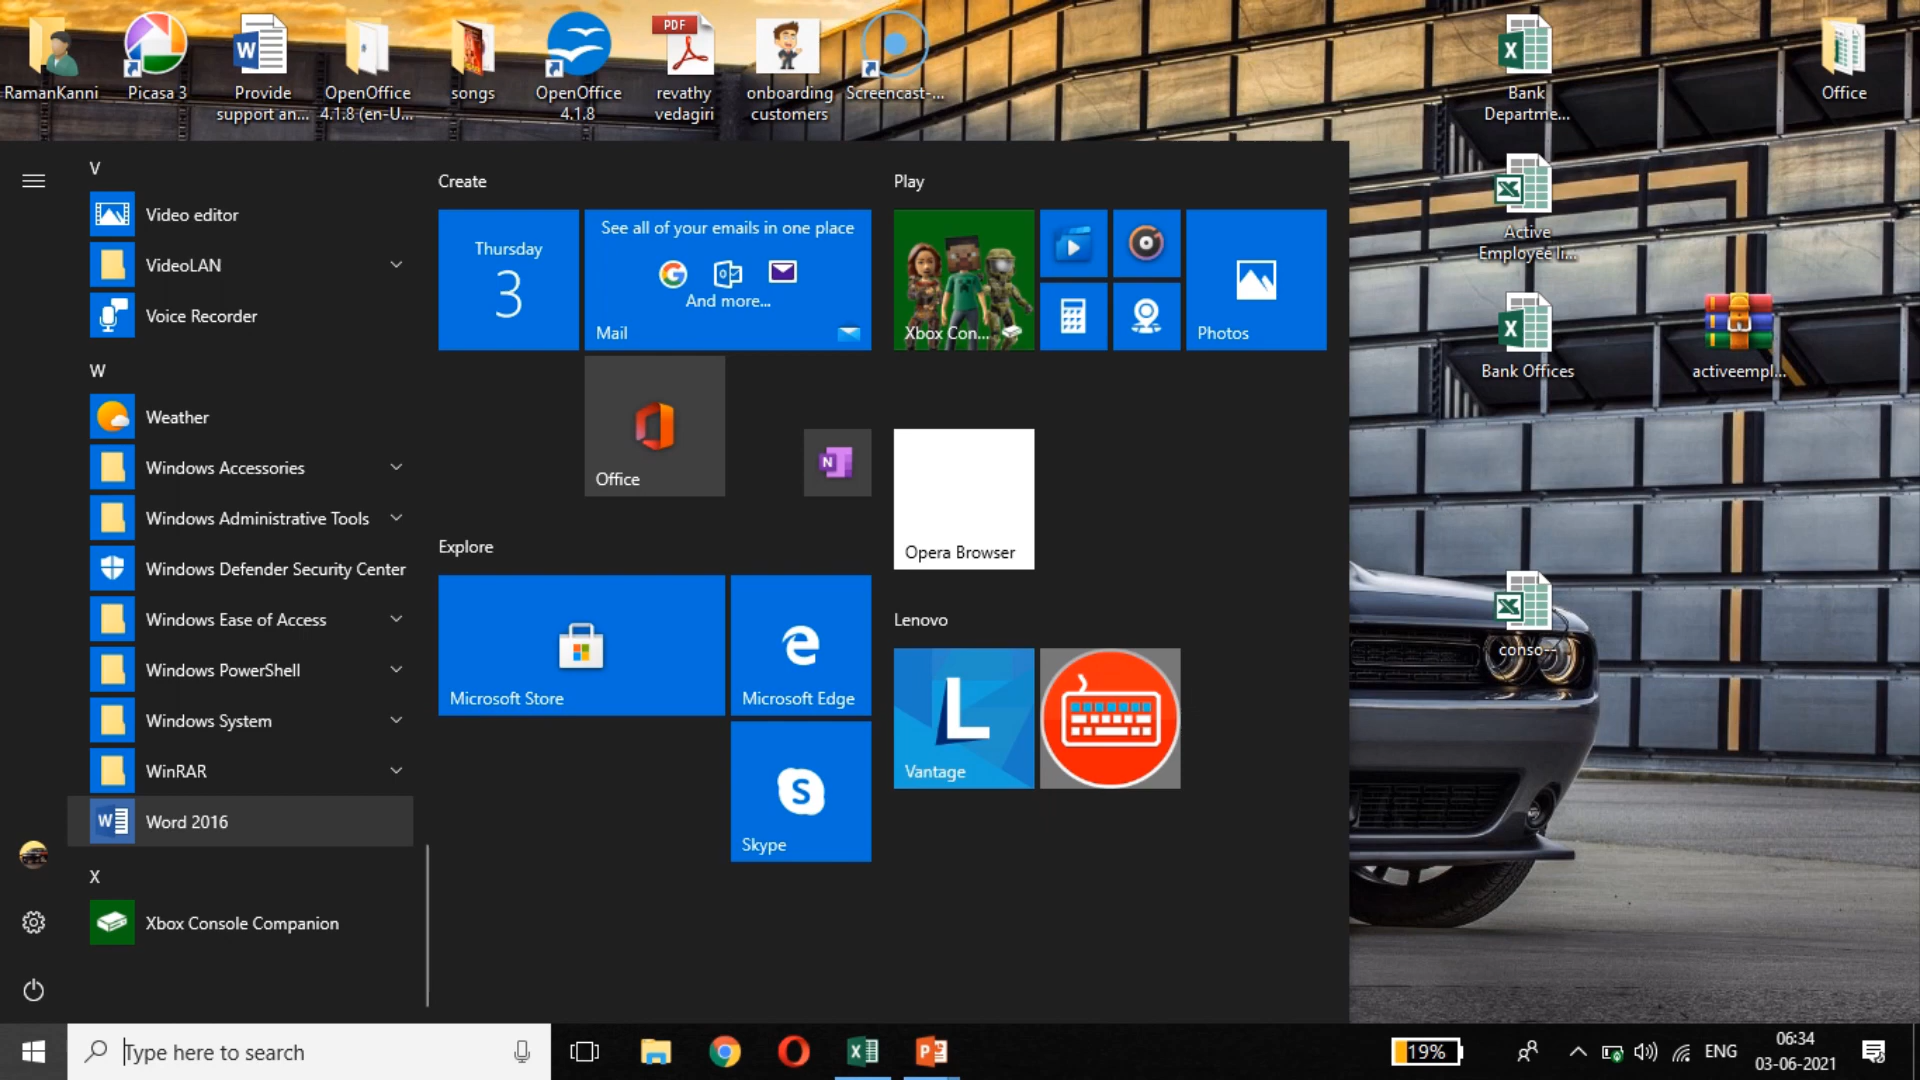 RamanKanni
Picasa 3
Provide
support an...
OpenOffice
4.1.8 (en-U...
songs
OpenOffice
4.1.8
PDF
revathy
vedagiri
onboarding
customers
Screencast-...
Bank
Departme...
Office
Active
Employee li...
Bank Offices
activeempl...
conso--
V
Video editor
VideoLAN
Voice Recorder
W
Weather
Windows Accessories
Windows Administrative Tools
Windows Defender Security Center
Windows Ease of Access
Windows PowerShell
Windows System
WinRAR
Word 2016
X
Xbox Console Companion
Create
Thursday
3
See all of your emails in one place
And more...
Mail
Office
Explore
Microsoft Store
Microsoft Edge
Skype
Play
Xbox Con...
Photos
Opera Browser
Lenovo
Vantage
Type here to search
19%
ENG
06:34
03-06-2021